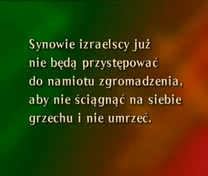 Synowie izraelscy już
nie będą przystępować
do namiotu zgromadzenia,
aby nie ściągnąć na siebie
grzechu i nie umrzeć.